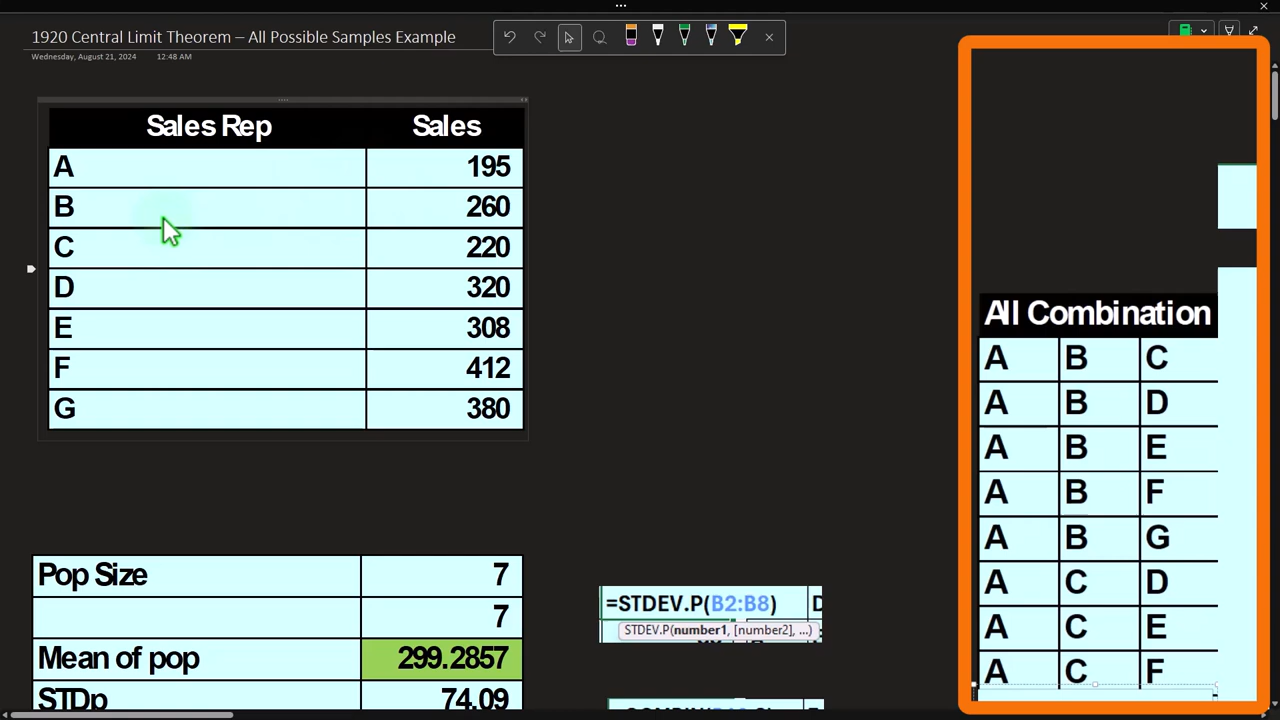 1920 Central Limit Theorem – All Possible Samples Example
Wednesday, August 21, 2024 12:48 AM
Sales Rep Sales
A 195
B 260
C 220
D 320
E 308
F 412
G 380
Pop Size 7
7
Mean of pop 299.2857
STDp 74.09
=STDEV.P(B2:B8)
STDEV.P(number1, [number2], ...)
All Combination
A B C
A B D
A B E
A B F
A B G
A C D
A C E
A C F